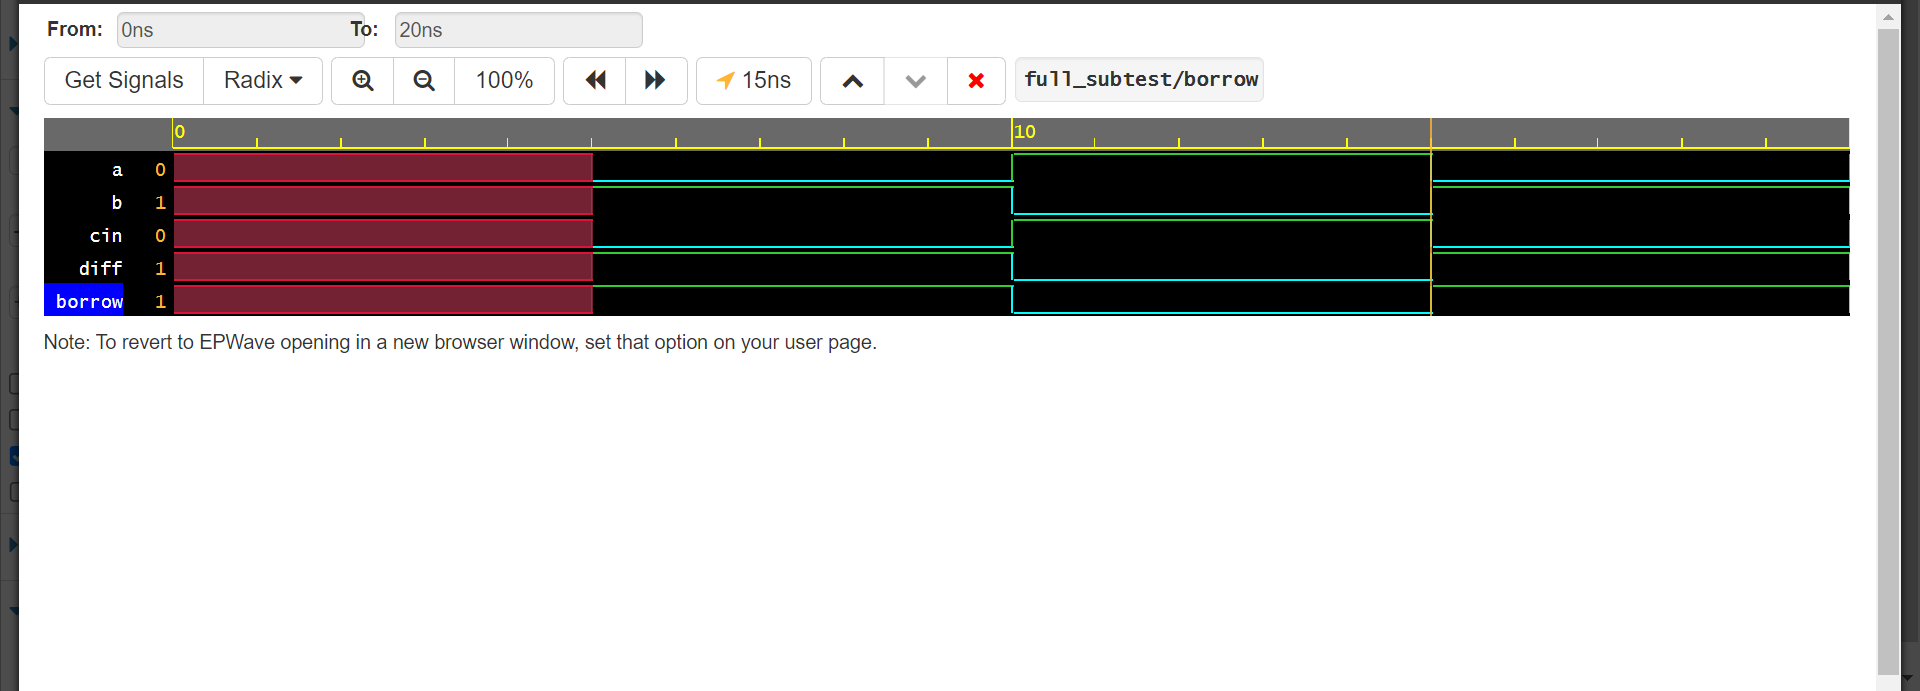 From: 0ns To: 20ns
Get Signals Radix 100% 15ns full_subtest/borrow
0 10
a 0
b 1
cin 0
diff 1
borrow 1
Note: To revert to EPWave opening in a new browser window, set that option on your user page.